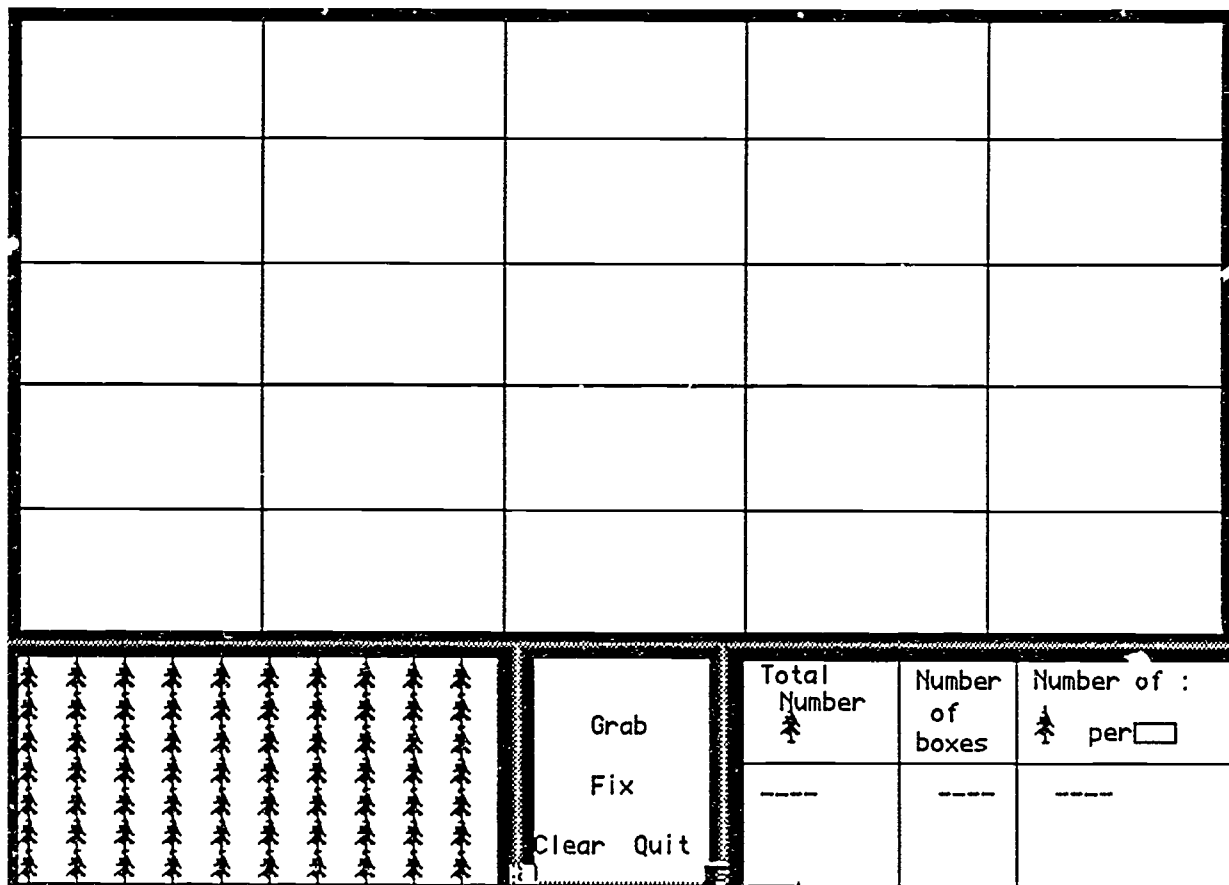 Grab
Fix
Clear Quit
Total
Number
Number
of
boxes
Number of :
per
---- ---- ----